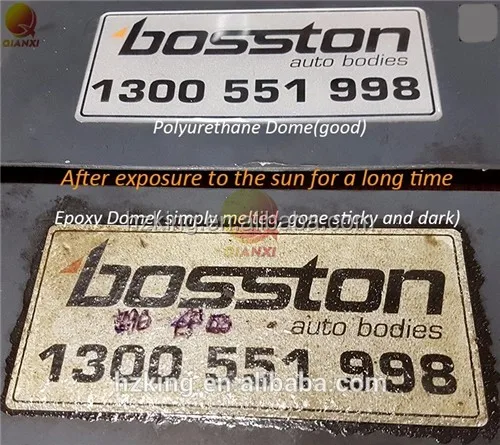 QIANXI
bosston
auto bodies
1300 551 998
Polyurethane Dome(good)
After exposure to the sun for a long time
Epoxy Dome( simply melted, gone sticky and dark)
QIANXI
bosston
auto bodies
1300 551 998
hzking.en.alibaba.com